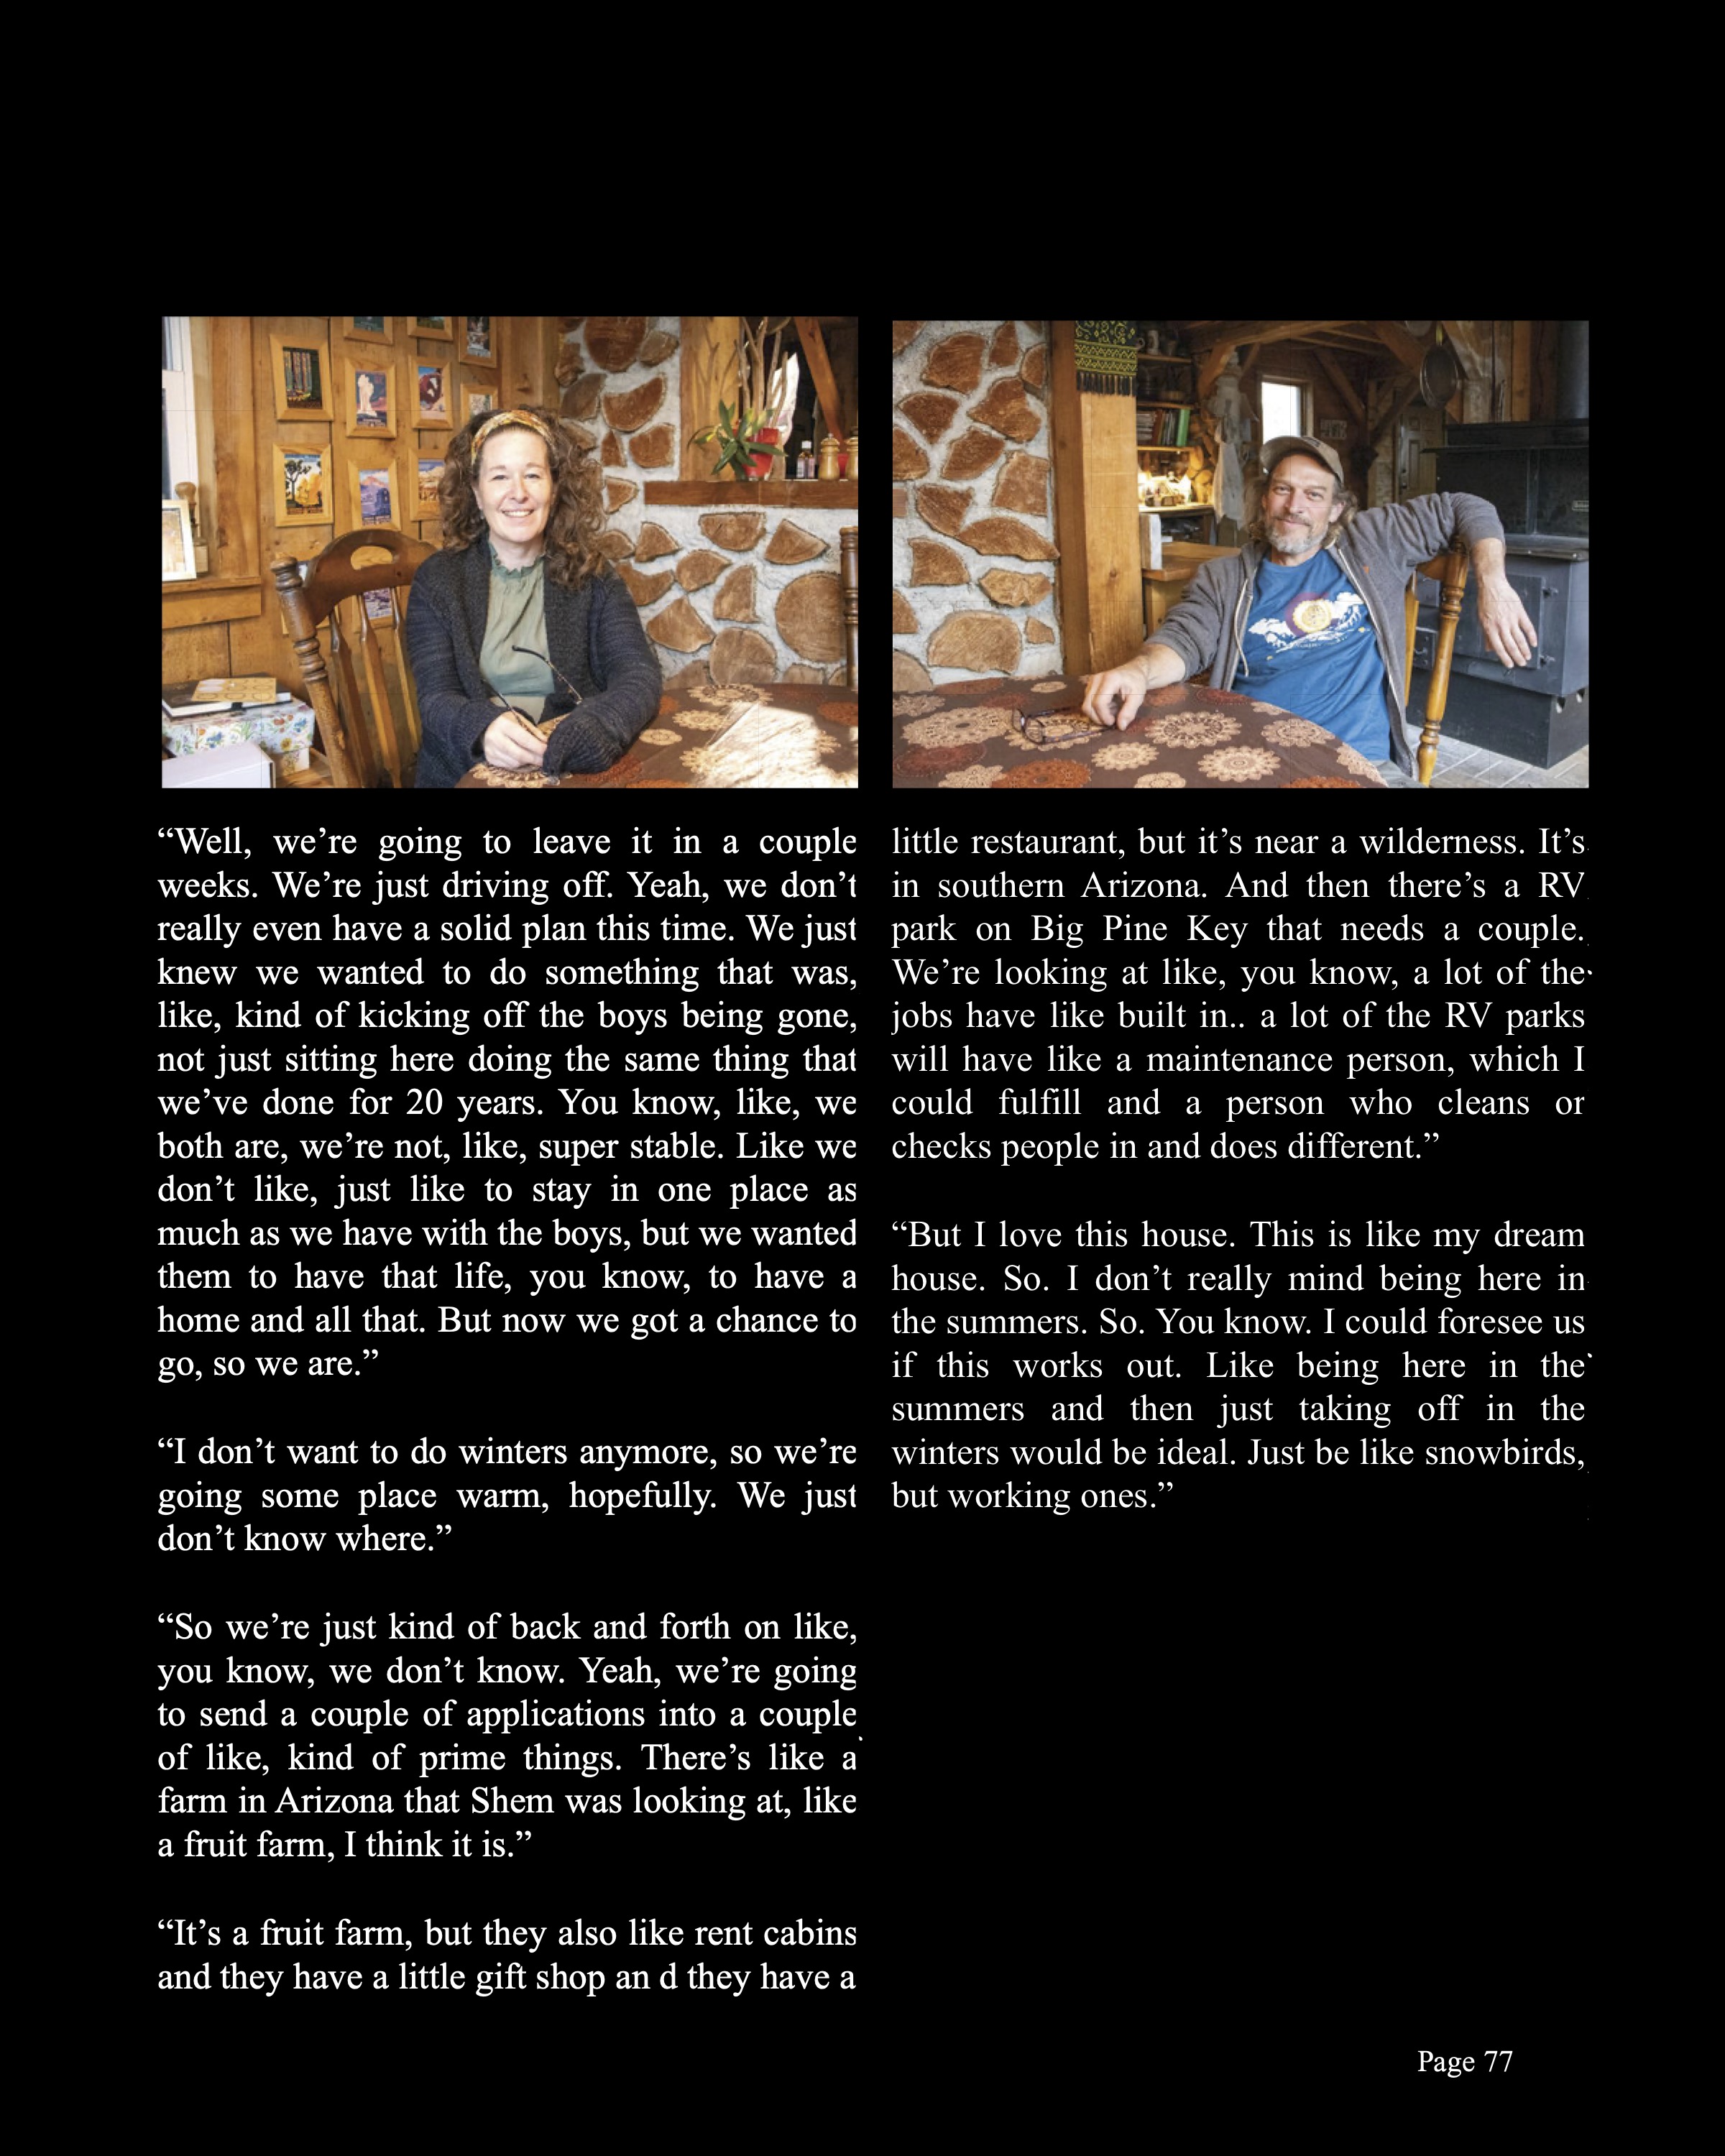 “Well, we’re going to leave it in a couple
weeks. We’re just driving off. Yeah, we don’t
really even have a solid plan this time. We just
knew we wanted to do something that was,
like, kind of kicking off the boys being gone,
not just sitting here doing the same thing that
we’ve done for 20 years. You know, like, we
both are, we’re not, like, super stable. Like we
don’t like, just like to stay in one place as
much as we have with the boys, but we wanted
them to have that life, you know, to have a
home and all that. But now we got a chance to
go, so we are.”
“I don’t want to do winters anymore, so we’re
going some place warm, hopefully. We just
don’t know where.”
“So we’re just kind of back and forth on like,
you know, we don’t know. Yeah, we’re going
to send a couple of applications into a couple
of like, kind of prime things. There’s like a
farm in Arizona that Shem was looking at, like
a fruit farm, I think it is.”
“It’s a fruit farm, but they also like rent cabins
and they have a little gift shop an d they have a
little restaurant, but it’s near a wilderness. It’s
in southern Arizona. And then there’s a RV
park on Big Pine Key that needs a couple.
We’re looking at like, you know, a lot of the
jobs have like built in.. a lot of the RV parks
will have like a maintenance person, which I
could fulfill and a person who cleans or
checks people in and does different.”
“But I love this house. This is like my dream
house. So. I don’t really mind being here in
the summers. So. You know. I could foresee us
if this works out. Like being here in the
summers and then just taking off in the
winters would be ideal. Just be like snowbirds,
but working ones.”
Page 77